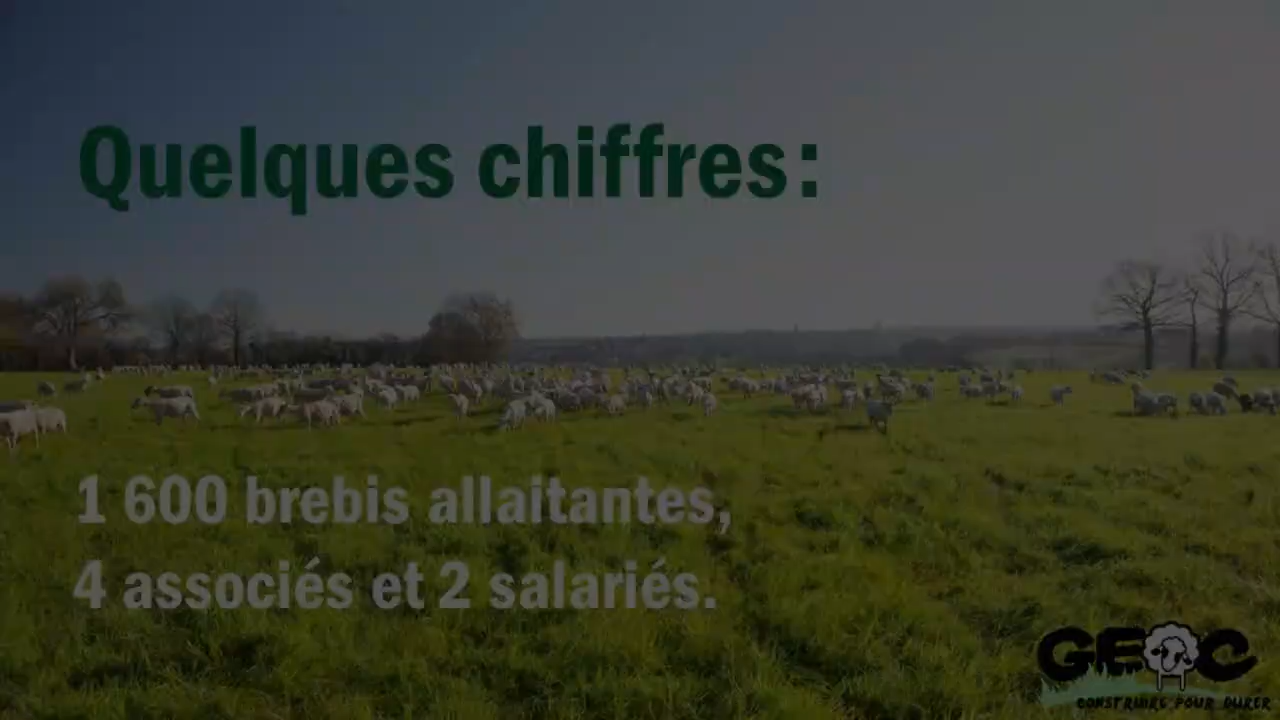 Quelques chiffres :
1 600 brebis allaitantes,
4 associés et 2 salariés.
GEOC
CONSTRUIRE POUR DURER